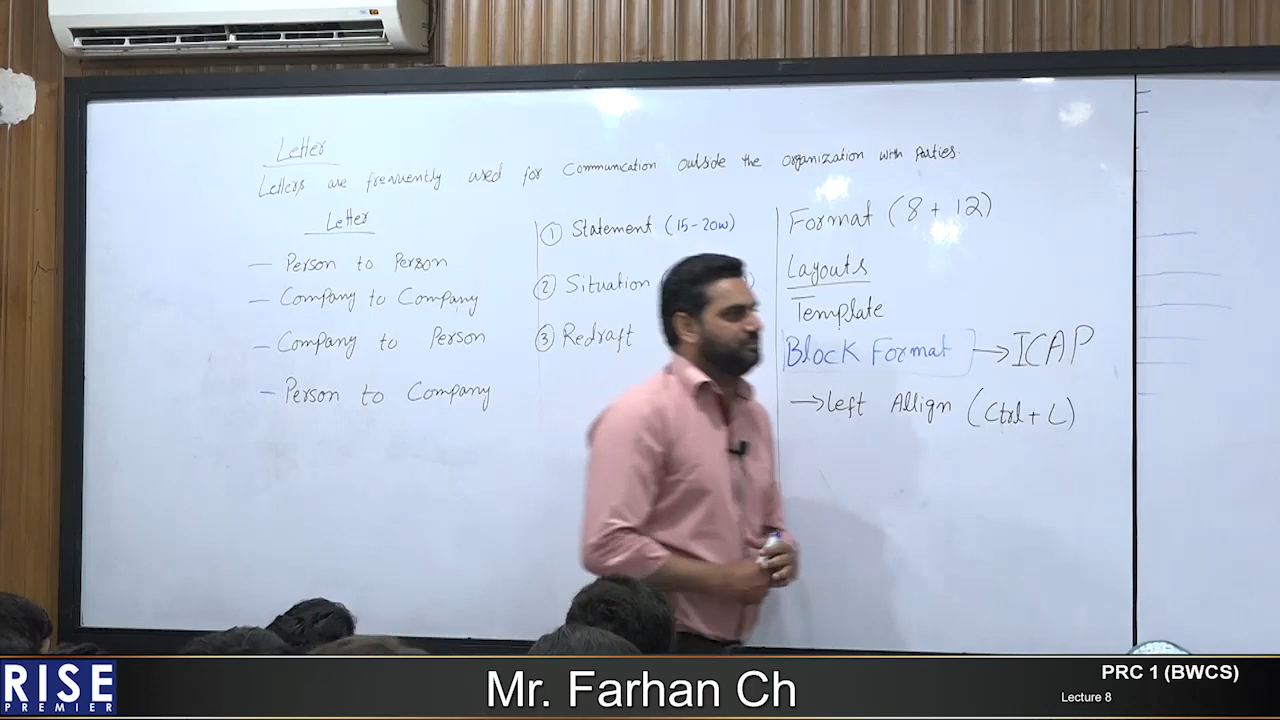 Letter
Letters are frequently used for Communication outside the organization with parties.
Letter
— Person to Person
— Company to Company
— Company to Person
— Person to Company
① Statement (15-20w)
② Situation
③ Redraft
Format (8 + 12)
Layouts
Template
Block Format → ICAP
→ Left Allign (Ctrl + L)
RISE
PREMIER
Mr. Farhan Ch
PRC 1 (BWCS)
Lecture 8